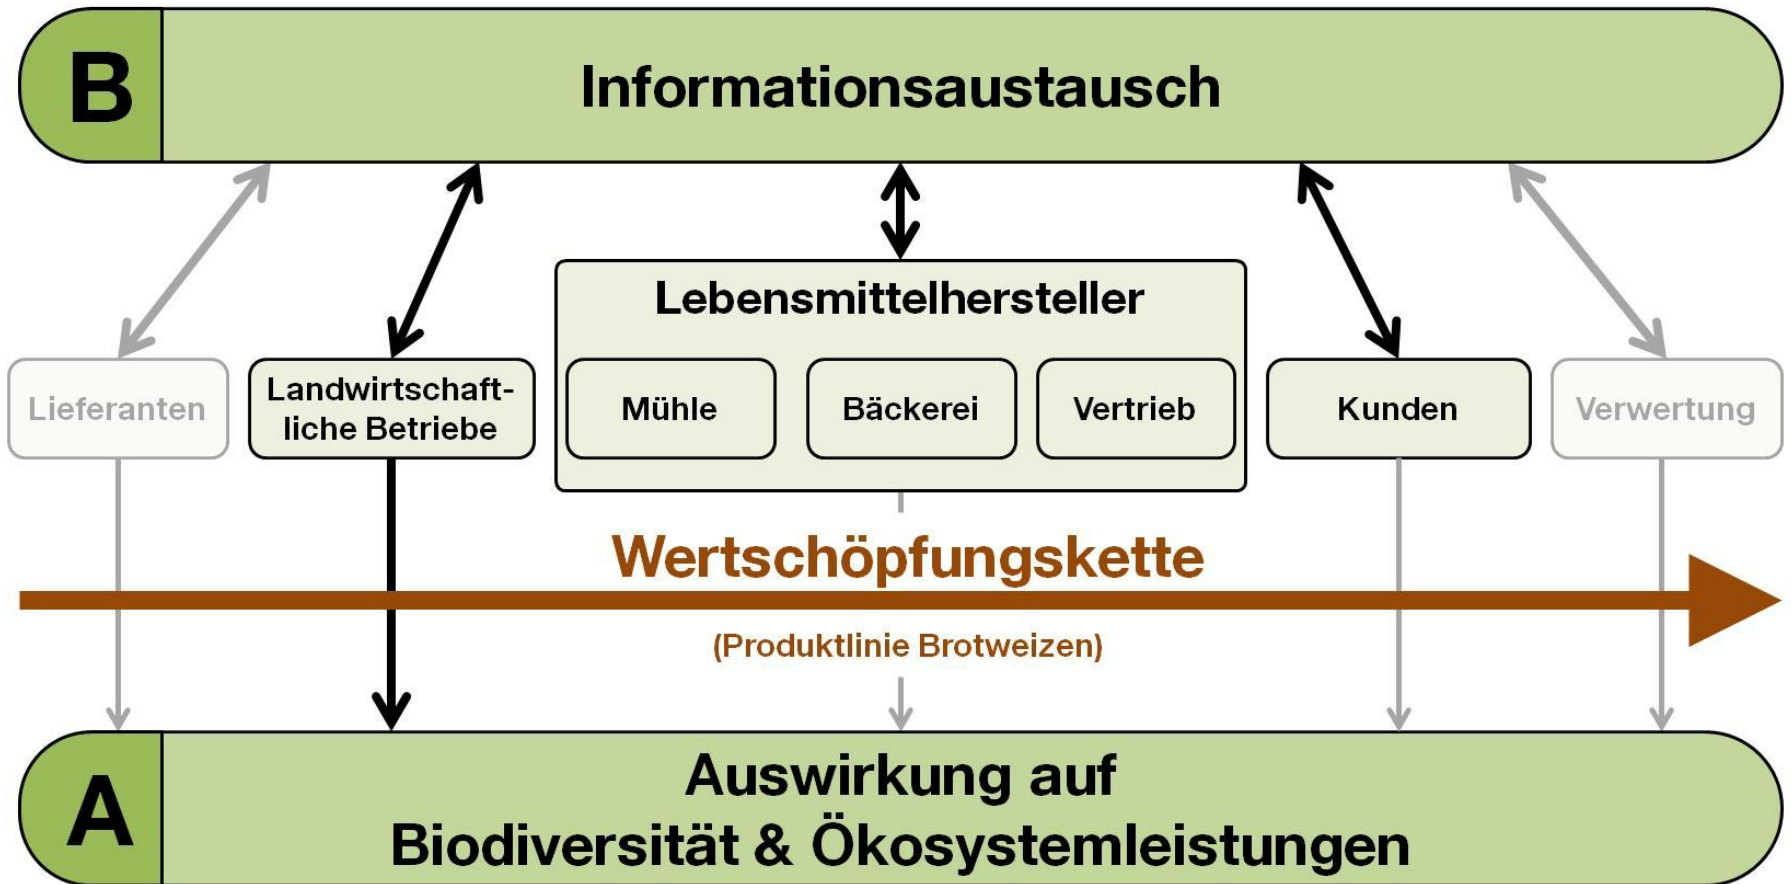 B
Informationsaustausch
Lebensmittelhersteller
Lieferanten
Landwirtschaft-
liche Betriebe
Mühle
Bäckerei
Vertrieb
Kunden
Verwertung
Wertschöpfungskette
(Produktlinie Brotweizen)
A
Auswirkung auf
Biodiversität & Ökosystemleistungen